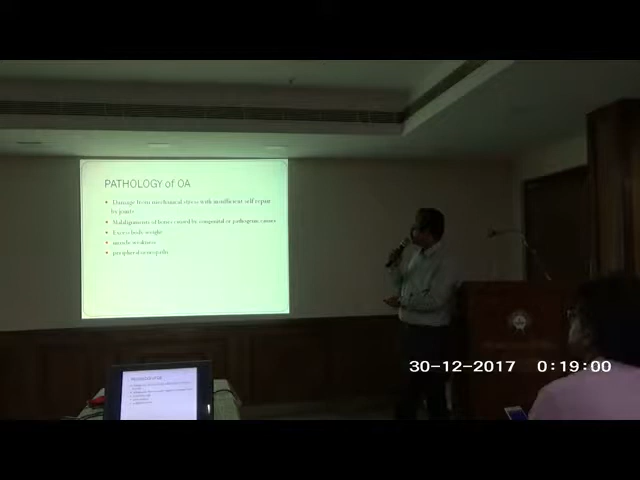 PATHOLOGY of OA
• Damage from mechanical stress with insufficient self repair
by joints
• Malalignments of bones caused by congenital or pathogenic causes
• Excess body weight
• muscle weakness
• peripheral neuropathy
30-12-2017 0:19:00